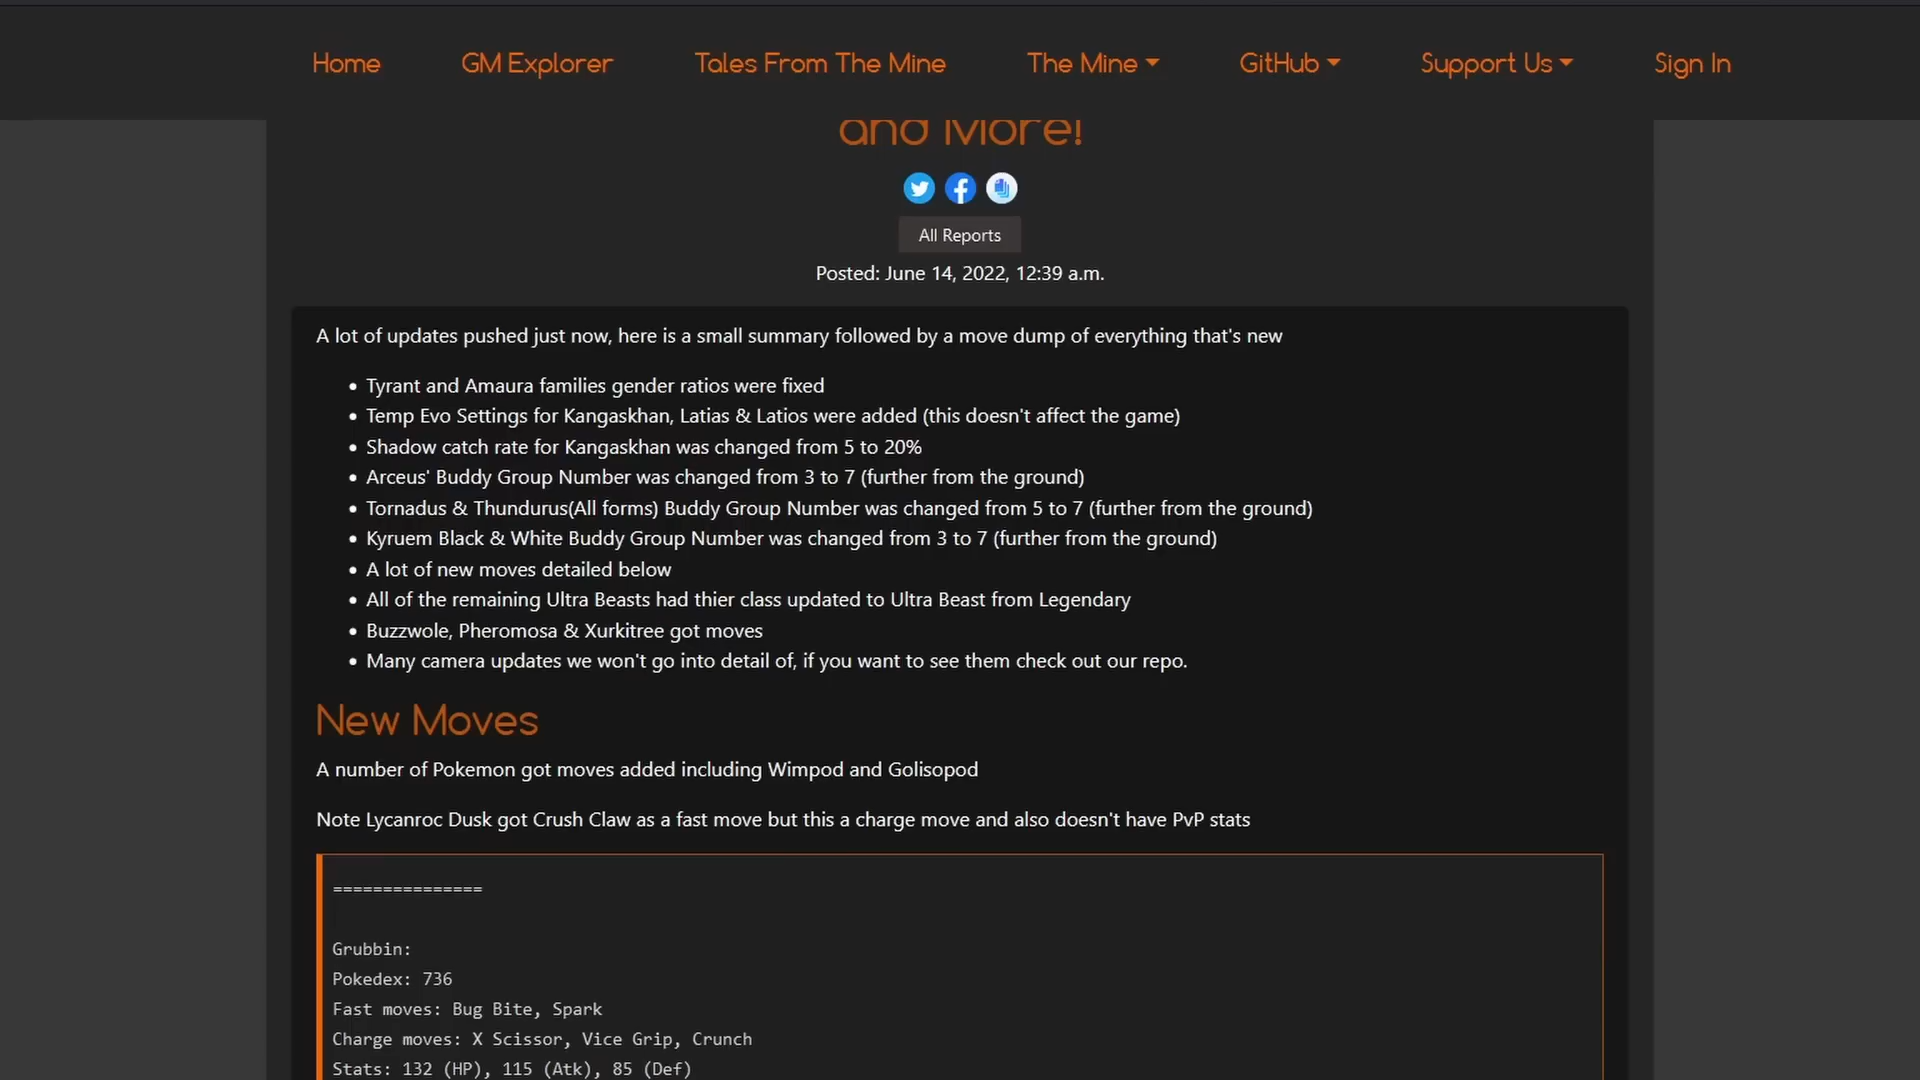 Home GM Explorer Tales From The Mine The Mine GitHub Support Us Sign In
and More!
All Reports
Posted: June 14, 2022, 12:39 a.m.
A lot of updates pushed just now, here is a small summary followed by a move dump of everything that's new
• Tyrant and Amaura families gender ratios were fixed
• Temp Evo Settings for Kangaskhan, Latias & Latios were added (this doesn't affect the game)
• Shadow catch rate for Kangaskhan was changed from 5 to 20%
• Arceus' Buddy Group Number was changed from 3 to 7 (further from the ground)
• Tornadus & Thundurus(All forms) Buddy Group Number was changed from 5 to 7 (further from the ground)
• Kyruem Black & White Buddy Group Number was changed from 3 to 7 (further from the ground)
• A lot of new moves detailed below
• All of the remaining Ultra Beasts had thier class updated to Ultra Beast from Legendary
• Buzzwole, Pheromosa & Xurkitree got moves
• Many camera updates we won't go into detail of, if you want to see them check out our repo.
New Moves
A number of Pokemon got moves added including Wimpod and Golisopod
Note Lycanroc Dusk got Crush Claw as a fast move but this a charge move and also doesn't have PvP stats
===============
Grubbin:
Pokedex: 736
Fast moves: Bug Bite, Spark
Charge moves: X Scissor, Vice Grip, Crunch
Stats: 132 (HP), 115 (Atk), 85 (Def)